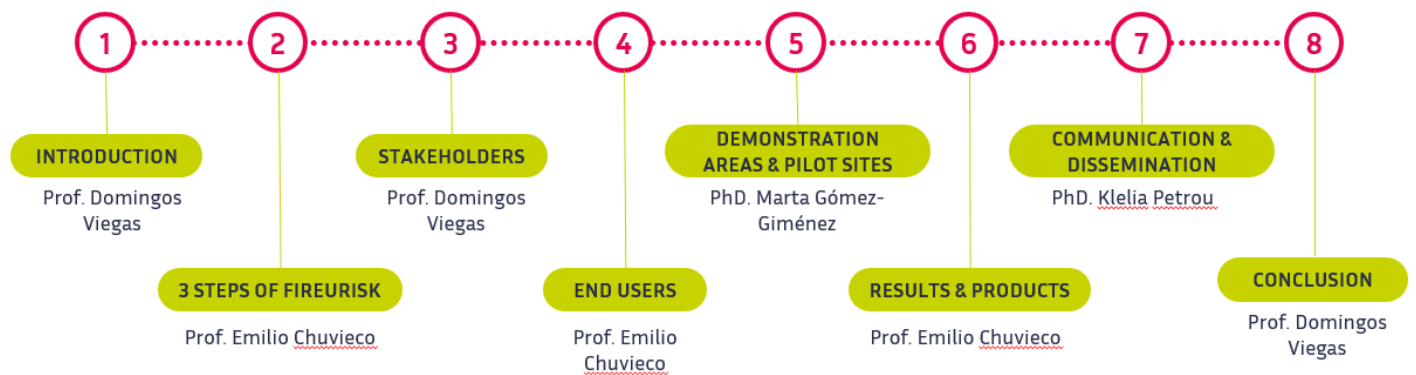 1
2
3
4
5
6
7
8
INTRODUCTION
Prof. Domingos
Viegas
3 STEPS OF FIREURISK
Prof. Emilio Chuvieco
STAKEHOLDERS
Prof. Domingos
Viegas
END USERS
Prof. Emilio
Chuvieco
DEMONSTRATION
AREAS & PILOT SITES
PhD. Marta Gómez-
Giménez
RESULTS & PRODUCTS
Prof. Emilio Chuvieco
COMMUNICATION &
DISSEMINATION
PhD. Klelia Petrou
CONCLUSION
Prof. Domingos
Viegas